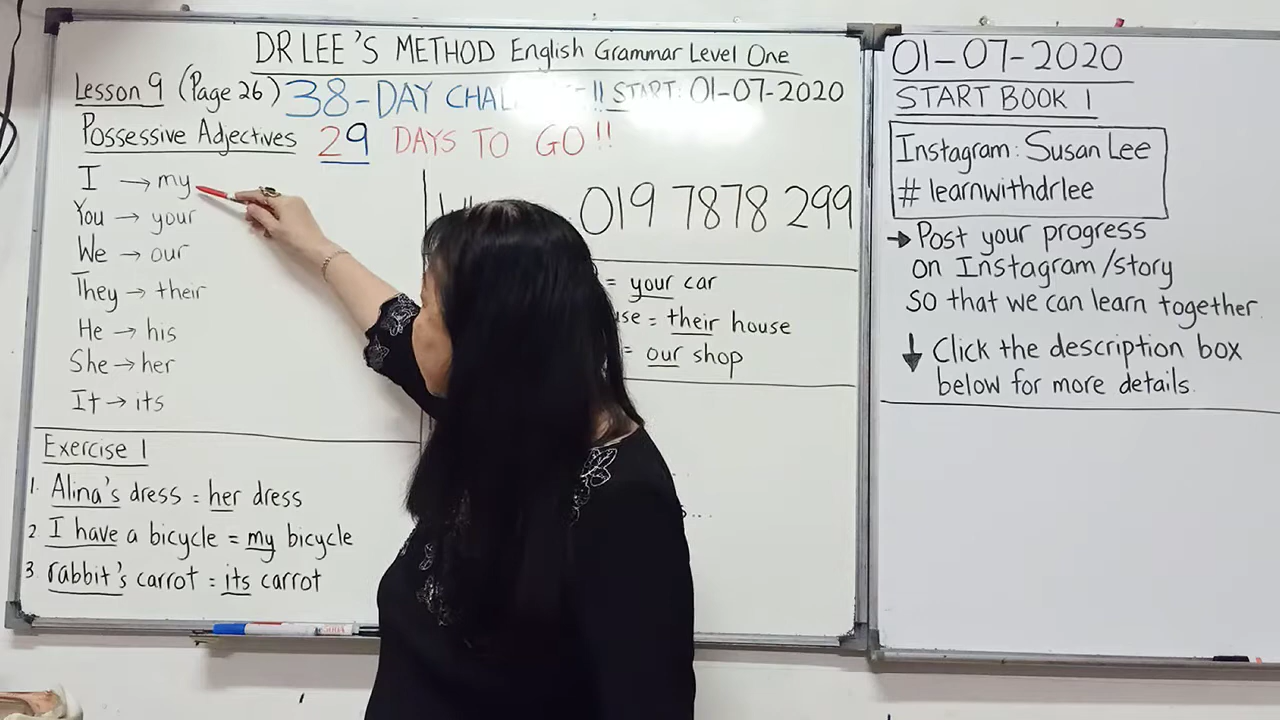 DR LEE'S METHOD English Grammar Level One
Lesson 9 (Page 26) 38-DAY !! START: 01-07-2020
Possessive Adjectives 29 DAYS TO GO!!
I → my
You → your
We → our
They → their
He → his
She → her
It → its
019 7878 299
= your car
= their house
= our shop
Exercise 1
1. Alina's dress = her dress
2 I have a bicycle = my bicycle
3 rabbit's carrot = its carrot
01-07-2020
START BOOK 1
Instagram: Susan Lee
# learnwithdrlee
→ Post your progress
on Instagram/story
so that we can learn together.
↓ Click the description box
below for more details.